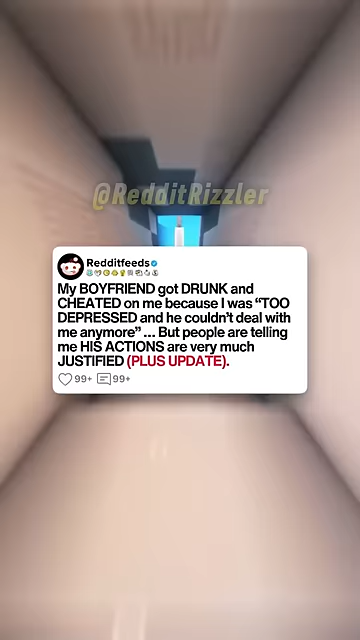 @RedditRizzler
Redditfeeds
My BOYFRIEND got DRUNK and
CHEATED on me because I was “TOO
DEPRESSED and he couldn’t deal with
me anymore” ... But people are telling
me HIS ACTIONS are very much
JUSTIFIED (PLUS UPDATE).
99+ 99+